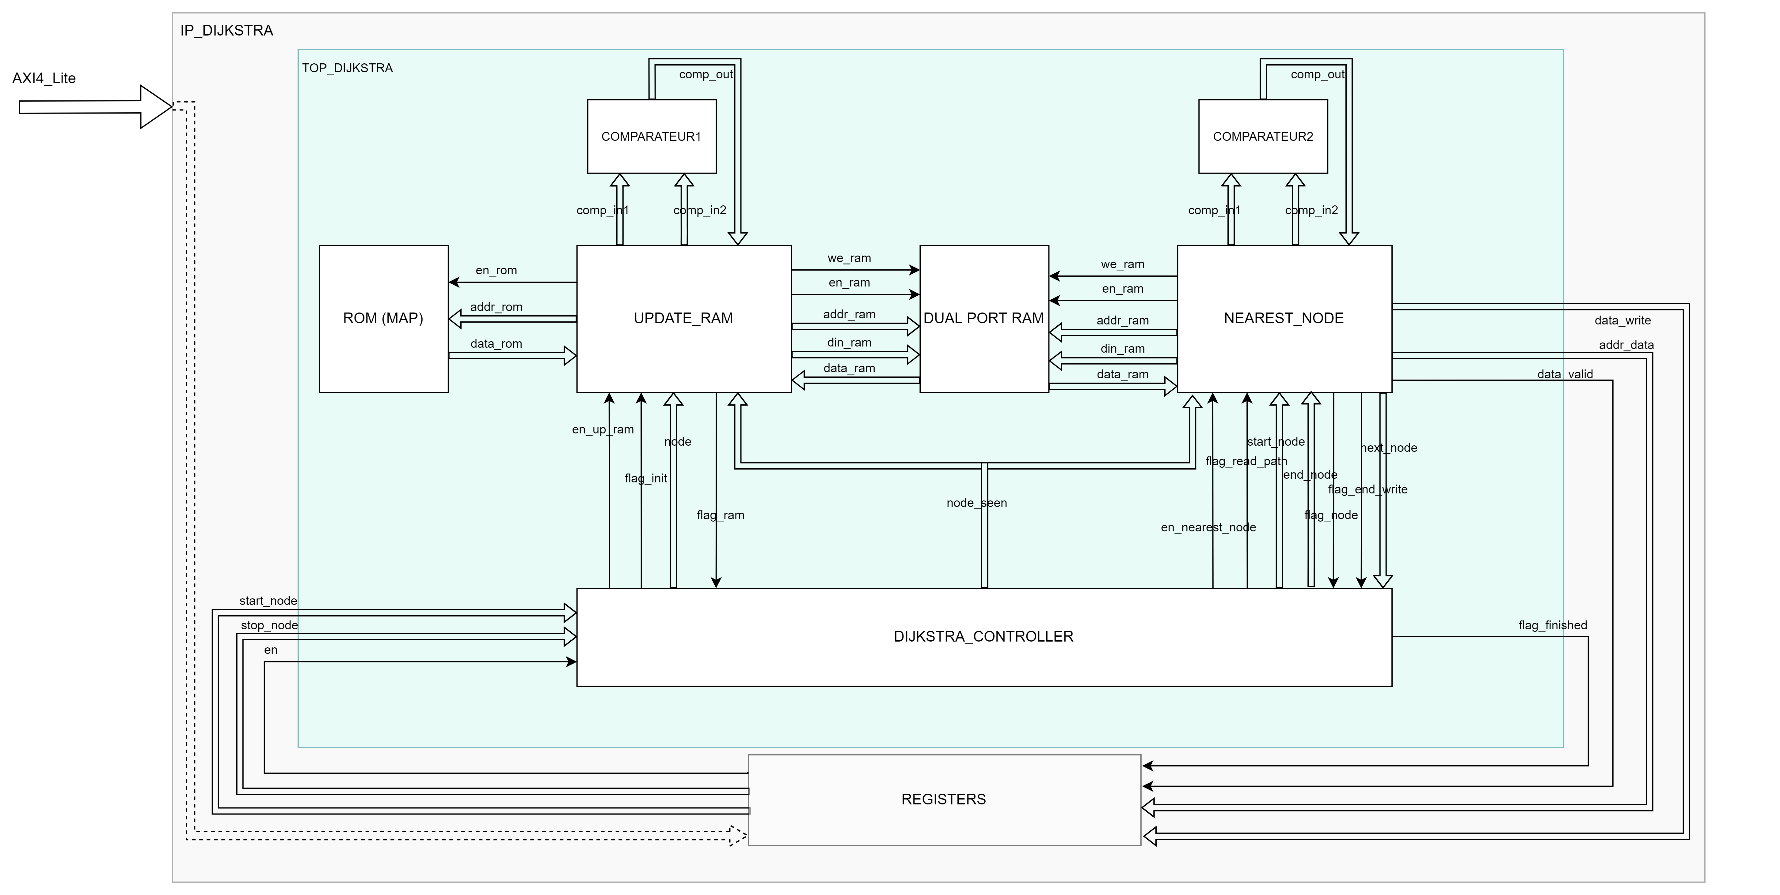 IP_DIJKSTRA
AXI4_Lite
TOP_DIJKSTRA
comp_out
comp_out
COMPARATEUR1
COMPARATEUR2
comp_in1
comp_in2
comp_in1
comp_in2
ROM (MAP)
en_rom
addr_rom
data_rom
UPDATE_RAM
we_ram
en_ram
addr_ram
din_ram
data_ram
DUAL PORT RAM
we_ram
en_ram
addr_ram
din_ram
data_ram
NEAREST_NODE
data_write
addr_data
data_valid
en_up_ram
flag_init
node
flag_ram
node_seen
en_nearest_node
flag_read_path
start_node
end_node
flag_node
flag_end_write
next_node
start_node
stop_node
en
DIJKSTRA_CONTROLLER
flag_finished
REGISTERS